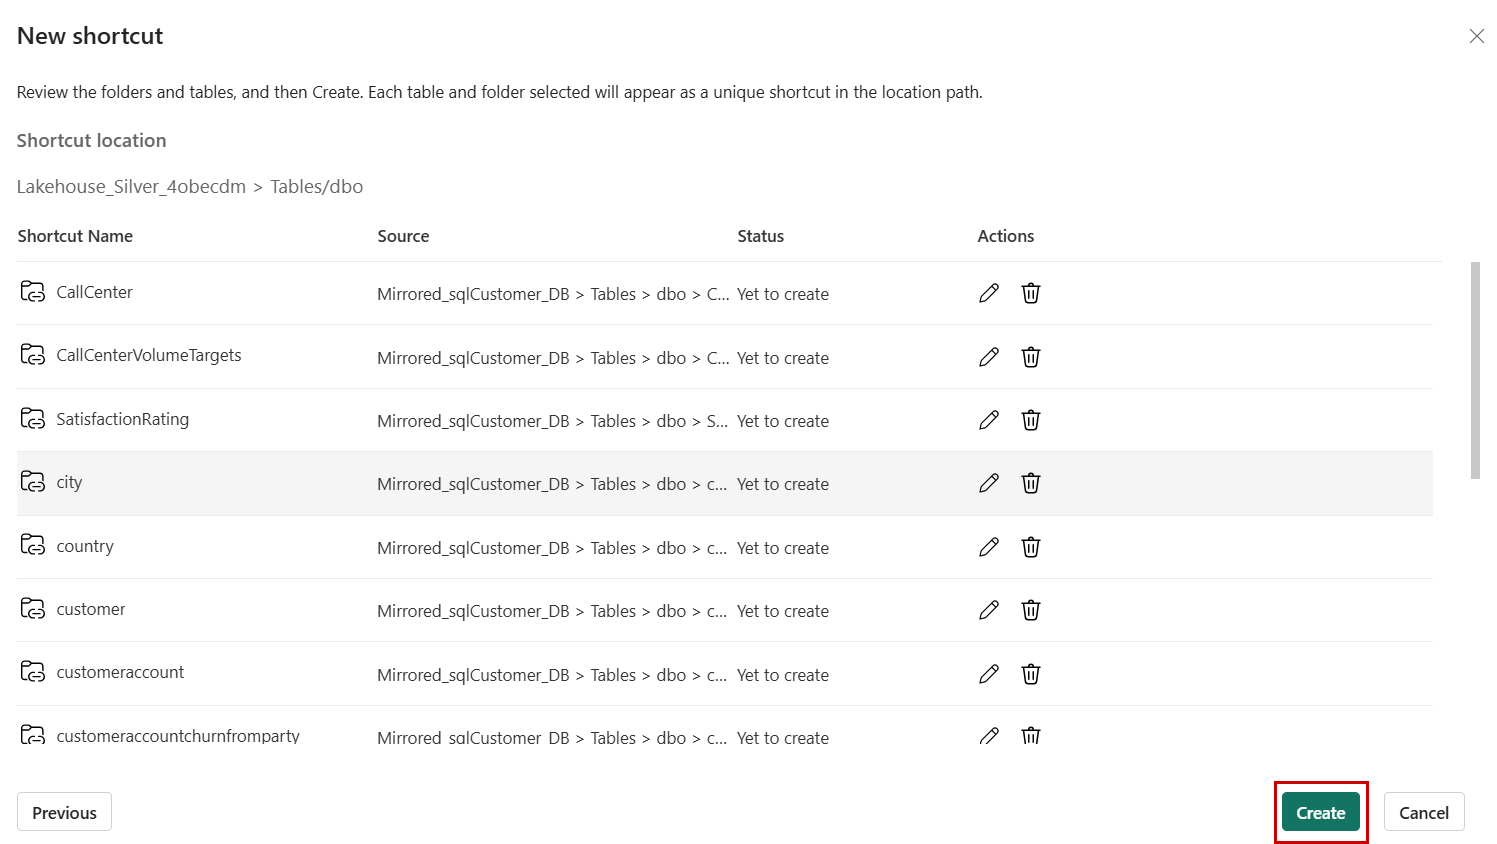 New shortcut
Review the folders and tables, and then Create. Each table and folder selected will appear as a unique shortcut in the location path.
Shortcut location
Lakehouse_Silver_4obecdm > Tables/dbo
Shortcut Name Source Status Actions
CallCenter Mirrored_sqlCustomer_DB > Tables > dbo > C... Yet to create
CallCenterVolumeTargets Mirrored_sqlCustomer_DB > Tables > dbo > C... Yet to create
SatisfactionRating Mirrored_sqlCustomer_DB > Tables > dbo > S... Yet to create
city Mirrored_sqlCustomer_DB > Tables > dbo > c... Yet to create
country Mirrored_sqlCustomer_DB > Tables > dbo > c... Yet to create
customer Mirrored_sqlCustomer_DB > Tables > dbo > c... Yet to create
customeraccount Mirrored_sqlCustomer_DB > Tables > dbo > c... Yet to create
customeraccountchurnfromparty Mirrored_sqlCustomer_DB > Tables > dbo > c... Yet to create
Previous Create Cancel